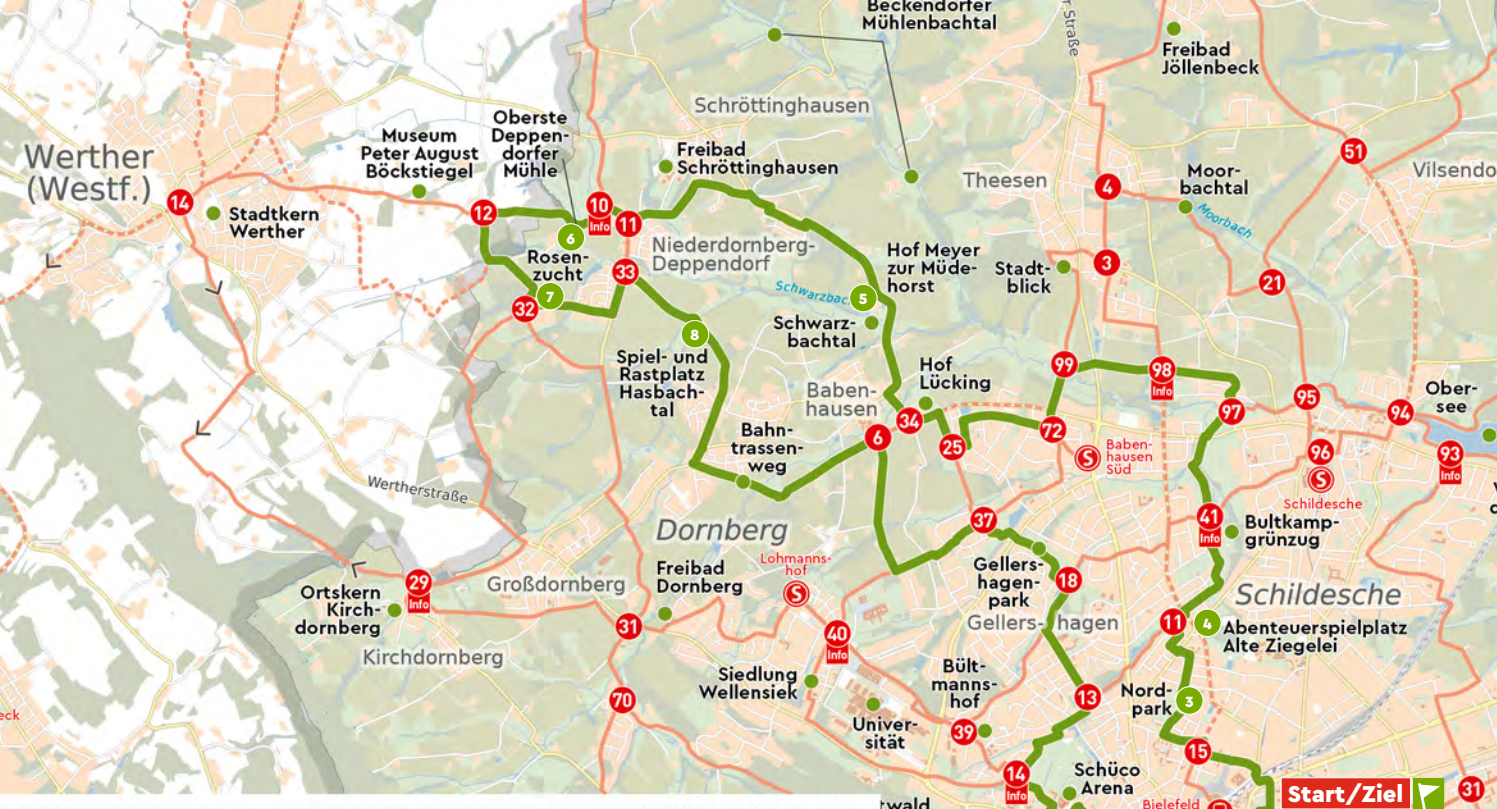 Beckendorfer
Mühlenbachtal
Straße
Freibad
Jöllenbeck
Schröttinghausen
Oberste
Deppen-
dorfer
Mühle
Museum
Peter August
Böckstiegel
Freibad
Schröttinghausen
51
Werther
(Westf.)
Vilsendo
Theesen
4
Moor-
bachtal
Moorbach
14
Stadtkern
Werther
12
10
Info
11
6
Rosen-
zucht
Niederdornberg-
Deppendorf
33
Hof Meyer
zur Müde-
horst
Stadt-
blick
3
21
7
32
Schwarzbac
5
Schwarz-
bachtal
8
Spiel- und
Rastplatz
Hasbach-
tal
Hof
Lücking
99
98
Info
Baben-
hausen
Ober-
see
95
97
94
34
6
25
72
Baben-
hausen
Süd
S
96
S
Schildesche
93
Info
Bahn-
trassen-
weg
Wertherstraße
Dornberg
37
41
Info
Bultkamp-
grünzug
Lohmanns-
hof
S
Freibad
Dornberg
Gellers-
hagen-
park
18
Großdornberg
29
Info
Ortskern
Kirch-
dornberg
Schildesche
Gellers-
hagen
11
4
Abenteuerspielplatz
Alte Ziegelei
31
40
Info
Kirchdornberg
Siedlung
Wellensiek
Bült-
manns-
hof
Nord-
park
3
13
70
eck
Univer-
sität
39
15
14
Info
Schüco
Arena
Start/Ziel
31
rwald
Bielefeld